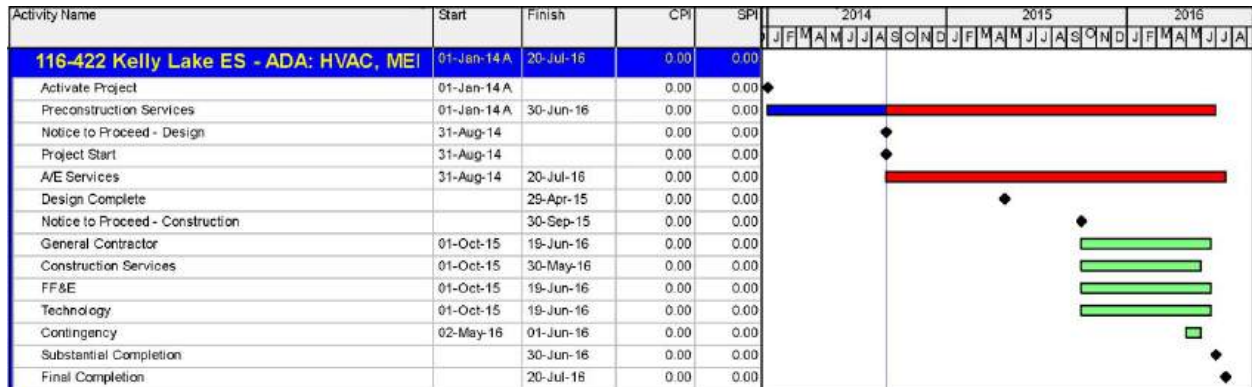 Activity Name Start Finish CPI SPI 2014 2015 2016
J F M A M J J A S O N D J F M A M J J A S O N D J F M A M J J A
116-422 Kelly Lake ES - ADA: HVAC, MEI 01-Jan-14 A 20-Jul-16 0.00 0.00
Activate Project 01-Jan-14 A 0.00 0.00
Preconstruction Services 01-Jan-14 A 30-Jun-16 0.00 0.00
Notice to Proceed - Design 31-Aug-14 0.00 0.00
Project Start 31-Aug-14 0.00 0.00
A/E Services 31-Aug-14 20-Jul-16 0.00 0.00
Design Complete 29-Apr-15 0.00 0.00
Notice to Proceed - Construction 30-Sep-15 0.00 0.00
General Contractor 01-Oct-15 19-Jun-16 0.00 0.00
Construction Services 01-Oct-15 30-May-16 0.00 0.00
FF&E 01-Oct-15 19-Jun-16 0.00 0.00
Technology 01-Oct-15 19-Jun-16 0.00 0.00
Contingency 02-May-16 01-Jun-16 0.00 0.00
Substantial Completion 30-Jun-16 0.00 0.00
Final Completion 20-Jul-16 0.00 0.00